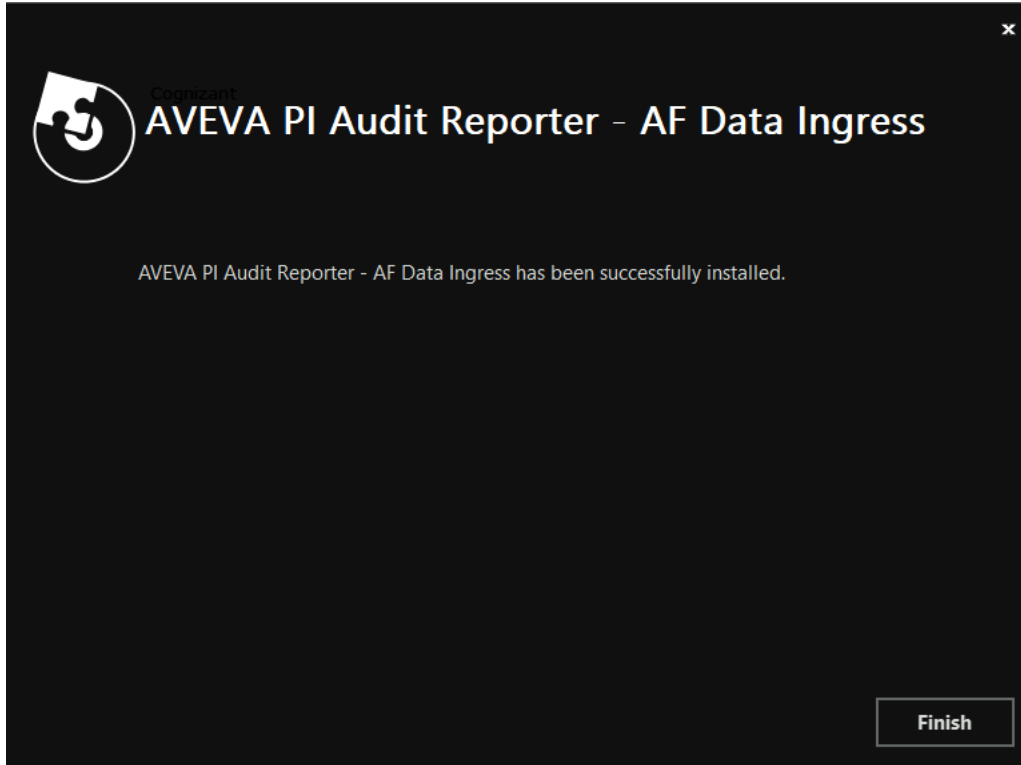 x
Cognizant
AVEVA PI Audit Reporter - AF Data Ingress
AVEVA PI Audit Reporter - AF Data Ingress has been successfully installed.
Finish